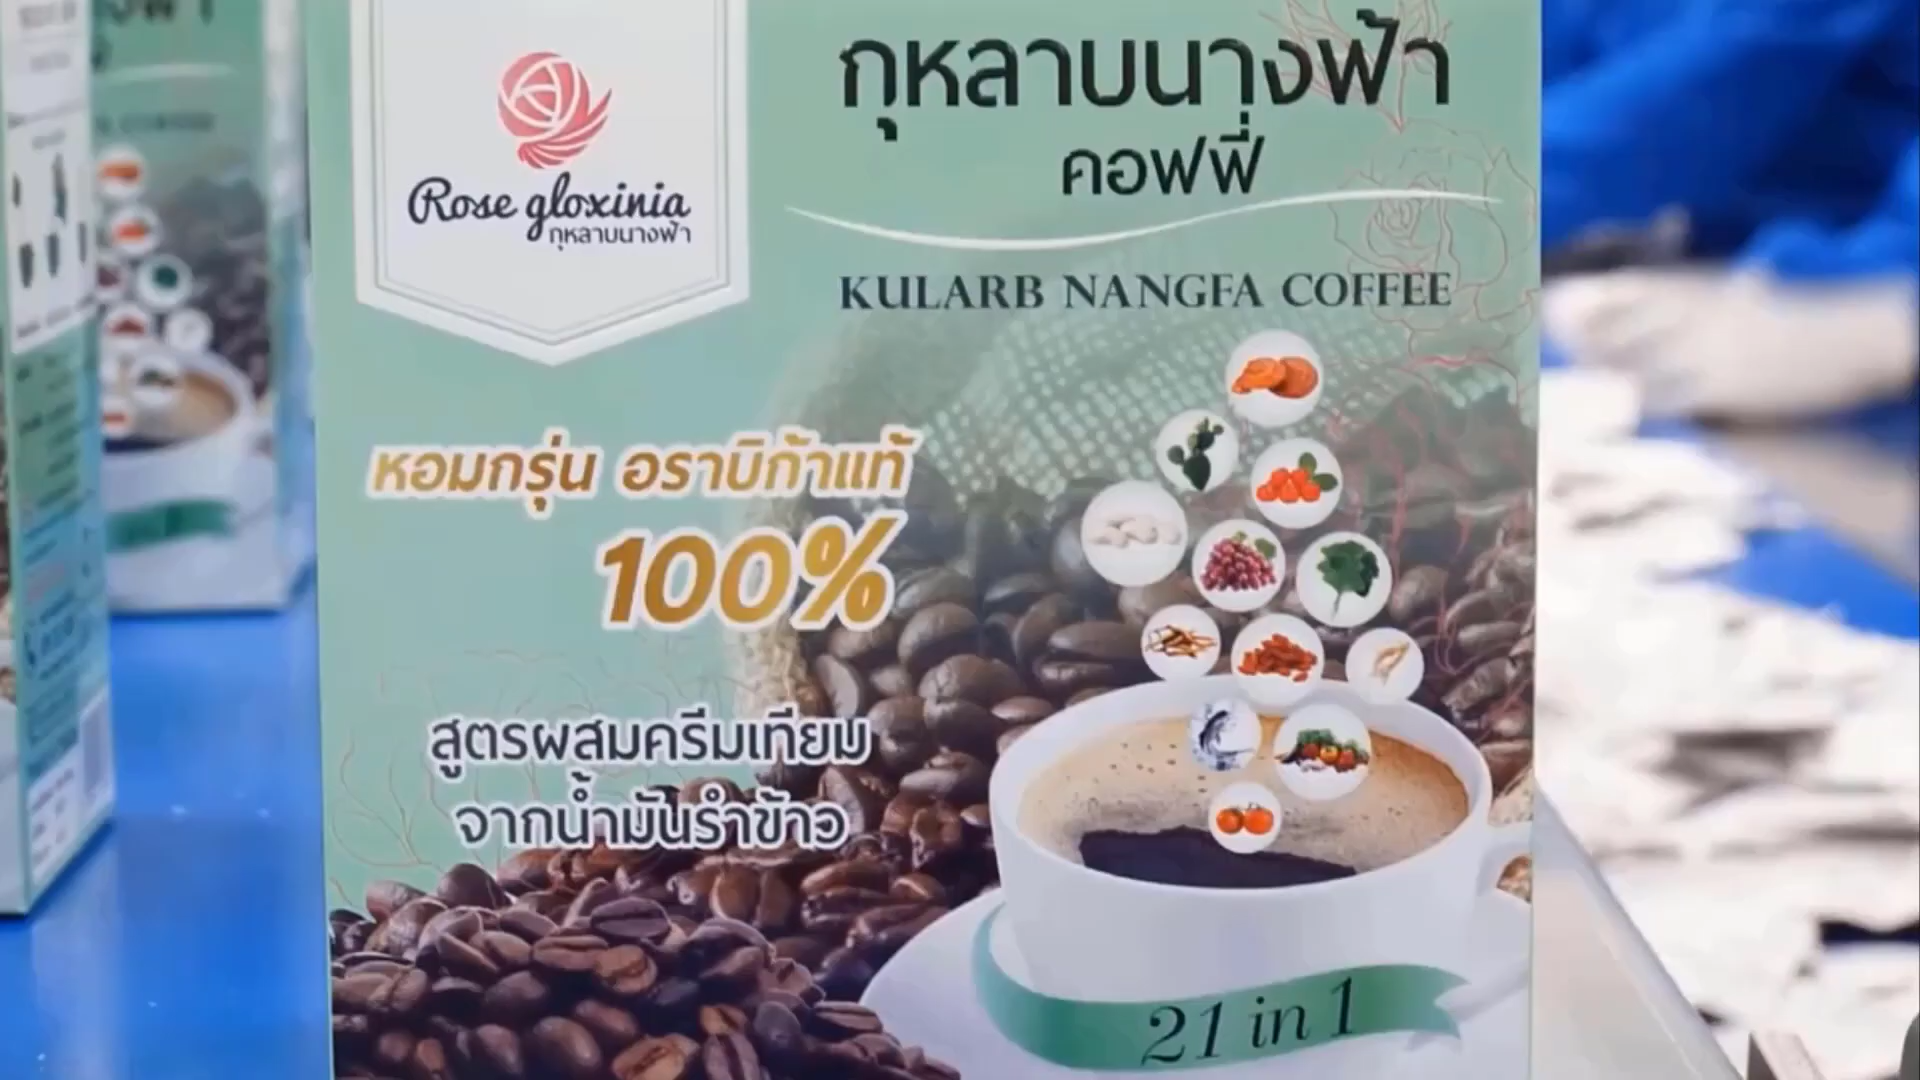 Rose gloxinia
กุหลาบนางฟ้า
กุหลาบนางฟ้า
คอฟฟี่
KULARB NANGFA COFFEE
หอมกรุ่น อราบิก้าแท้
100%
สูตรผสมครีมเทียม
จากน้ำมันรำข้าว
21 in 1